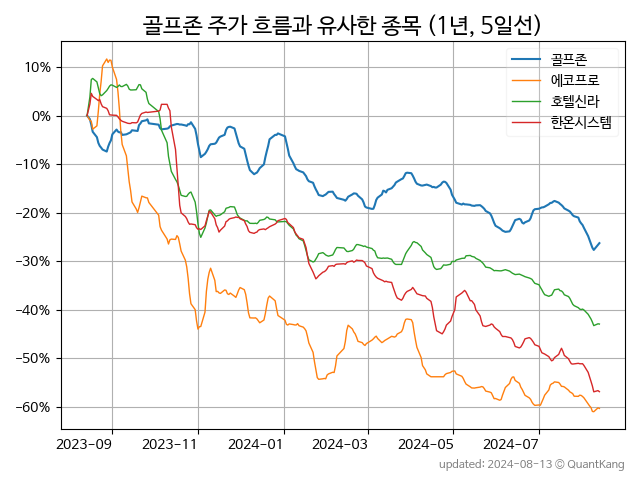 골프존 주가 흐름과 유사한 종목 (1년, 5일선)
골프존
에코프로
호텔신라
한온시스템
10%
0%
−10%
−20%
−30%
−40%
−50%
−60%
2023-09
2023-11
2024-01
2024-03
2024-05
2024-07
updated: 2024-08-13 © QuantKang